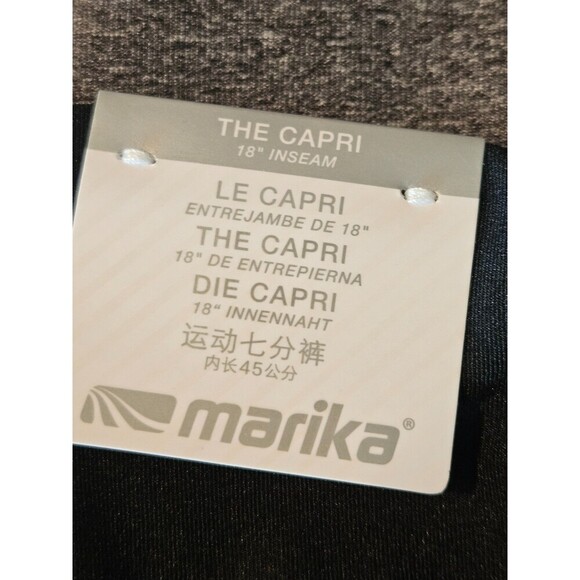 THE CAPRI
18" INSEAM
LE CAPRI
ENTREJAMBE DE 18"
THE CAPRI
18" DE ENTREPIERNA
DIE CAPRI
18" INNENNAHT
运动七分裤
内长45公分
marika®